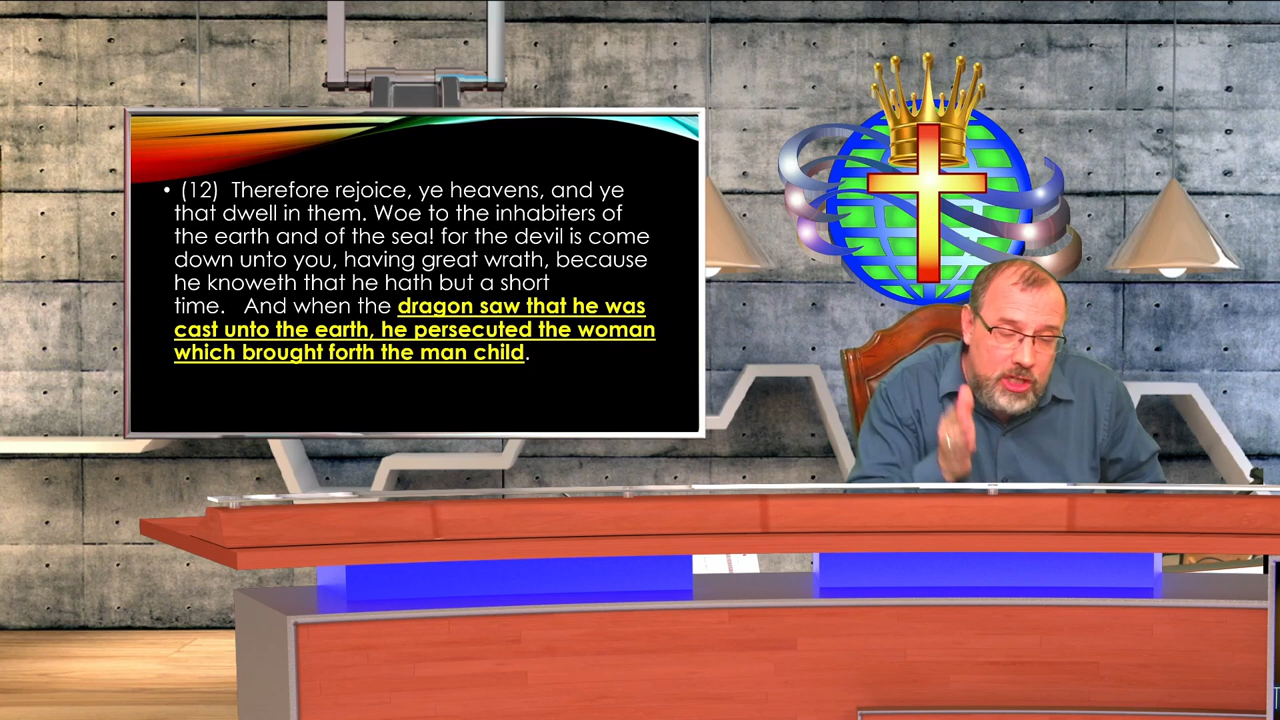 • (12) Therefore rejoice, ye heavens, and ye
that dwell in them. Woe to the inhabiters of
the earth and of the sea! for the devil is come
down unto you, having great wrath, because
he knoweth that he hath but a short
time. And when the dragon saw that he was
cast unto the earth, he persecuted the woman
which brought forth the man child.